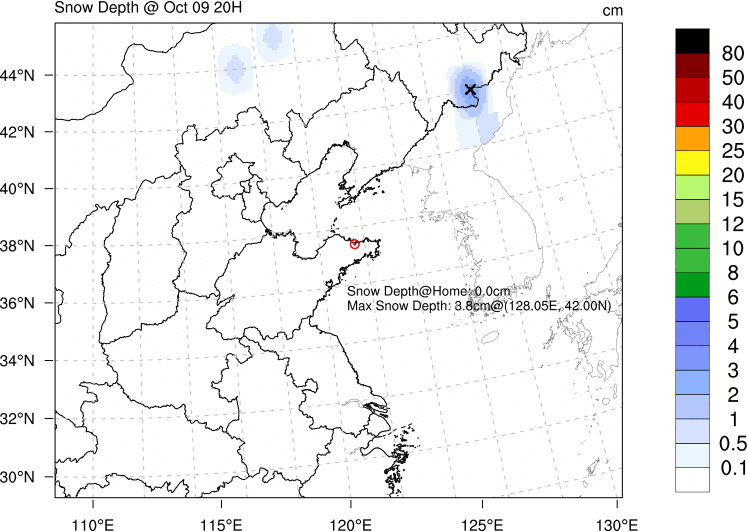 Snow Depth @ Oct 09 20H
cm
44°N
42°N
40°N
38°N
36°N
34°N
32°N
30°N
Snow Depth@Home: 0.0cm
Max Snow Depth: 3.8cm@(128.05E, 42.00N)
110°E
115°E
120°E
125°E
130°E
80
50
40
30
25
20
15
12
10
8
6
5
4
3
2
1
0.5
0.1